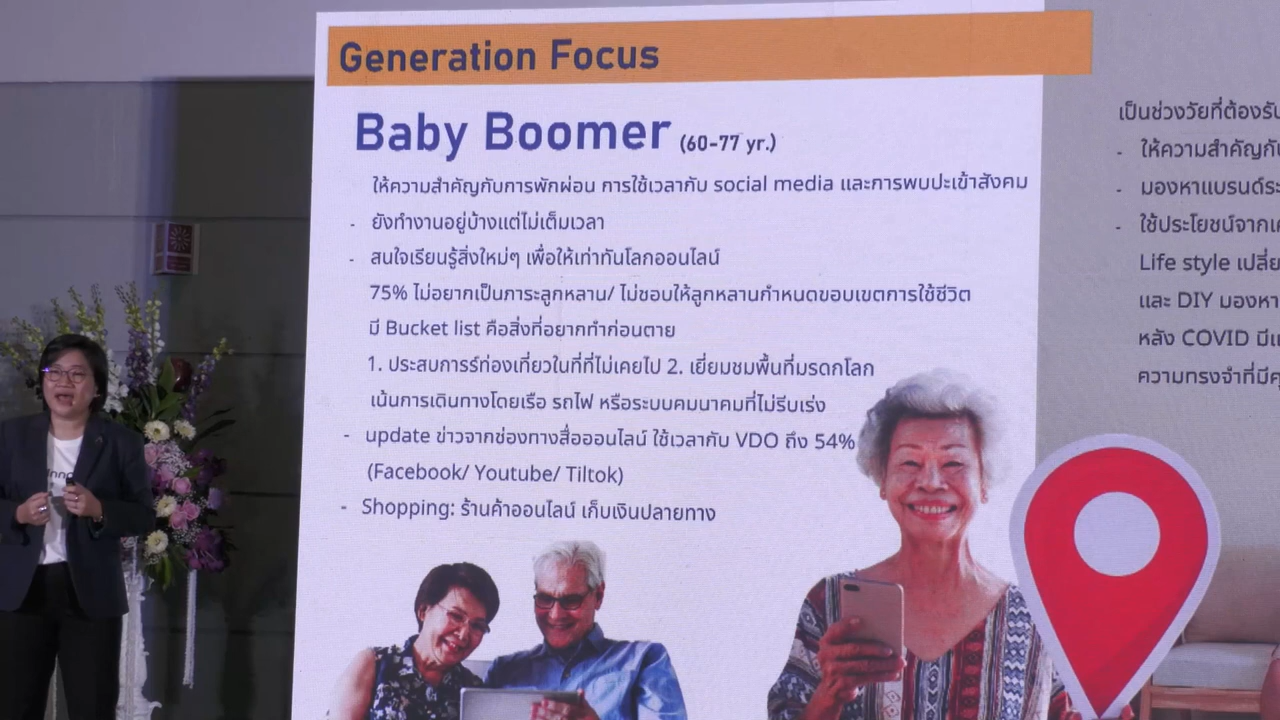 Generation Focus
Baby Boomer (60-77 yr.)
ให้ความสำคัญกับการพักผ่อน การใช้เวลากับ social media และการพบปะเข้าสังคม
- ยังทำงานอยู่บ้างแต่ไม่เต็มเวลา
- สนใจเรียนรู้สิ่งใหม่ๆ เพื่อให้เท่าทันโลกออนไลน์
75% ไม่อยากเป็นภาระลูกหลาน/ ไม่ชอบให้ลูกหลานกำหนดขอบเขตการใช้ชีวิต
มี Bucket list คือสิ่งที่อยากทำก่อนตาย
1. ประสบการร์ท่องเที่ยวในที่ที่ไม่เคยไป 2. เยี่ยมชมพื้นที่มรดกโลก
เน้นการเดินทางโดยเรือ รถไฟ หรือระบบคมนาคมที่ไม่รีบเร่ง
- update ข่าวจากช่องทางสื่อออนไลน์ ใช้เวลากับ VDO ถึง 54%
(Facebook/ Youtube/ Tiltok)
- Shopping: ร้านค้าออนไลน์ เก็บเงินปลายทาง
เป็นช่วงวัยที่ต้องรับ
- ให้ความสำคัญกับ
- มองหาแบรนด์ระ
- ใช้ประโยชน์จาก
Life style เปลี่ย
และ DIY มองหา
หลัง COVID มี
ความทรงจำที่มี